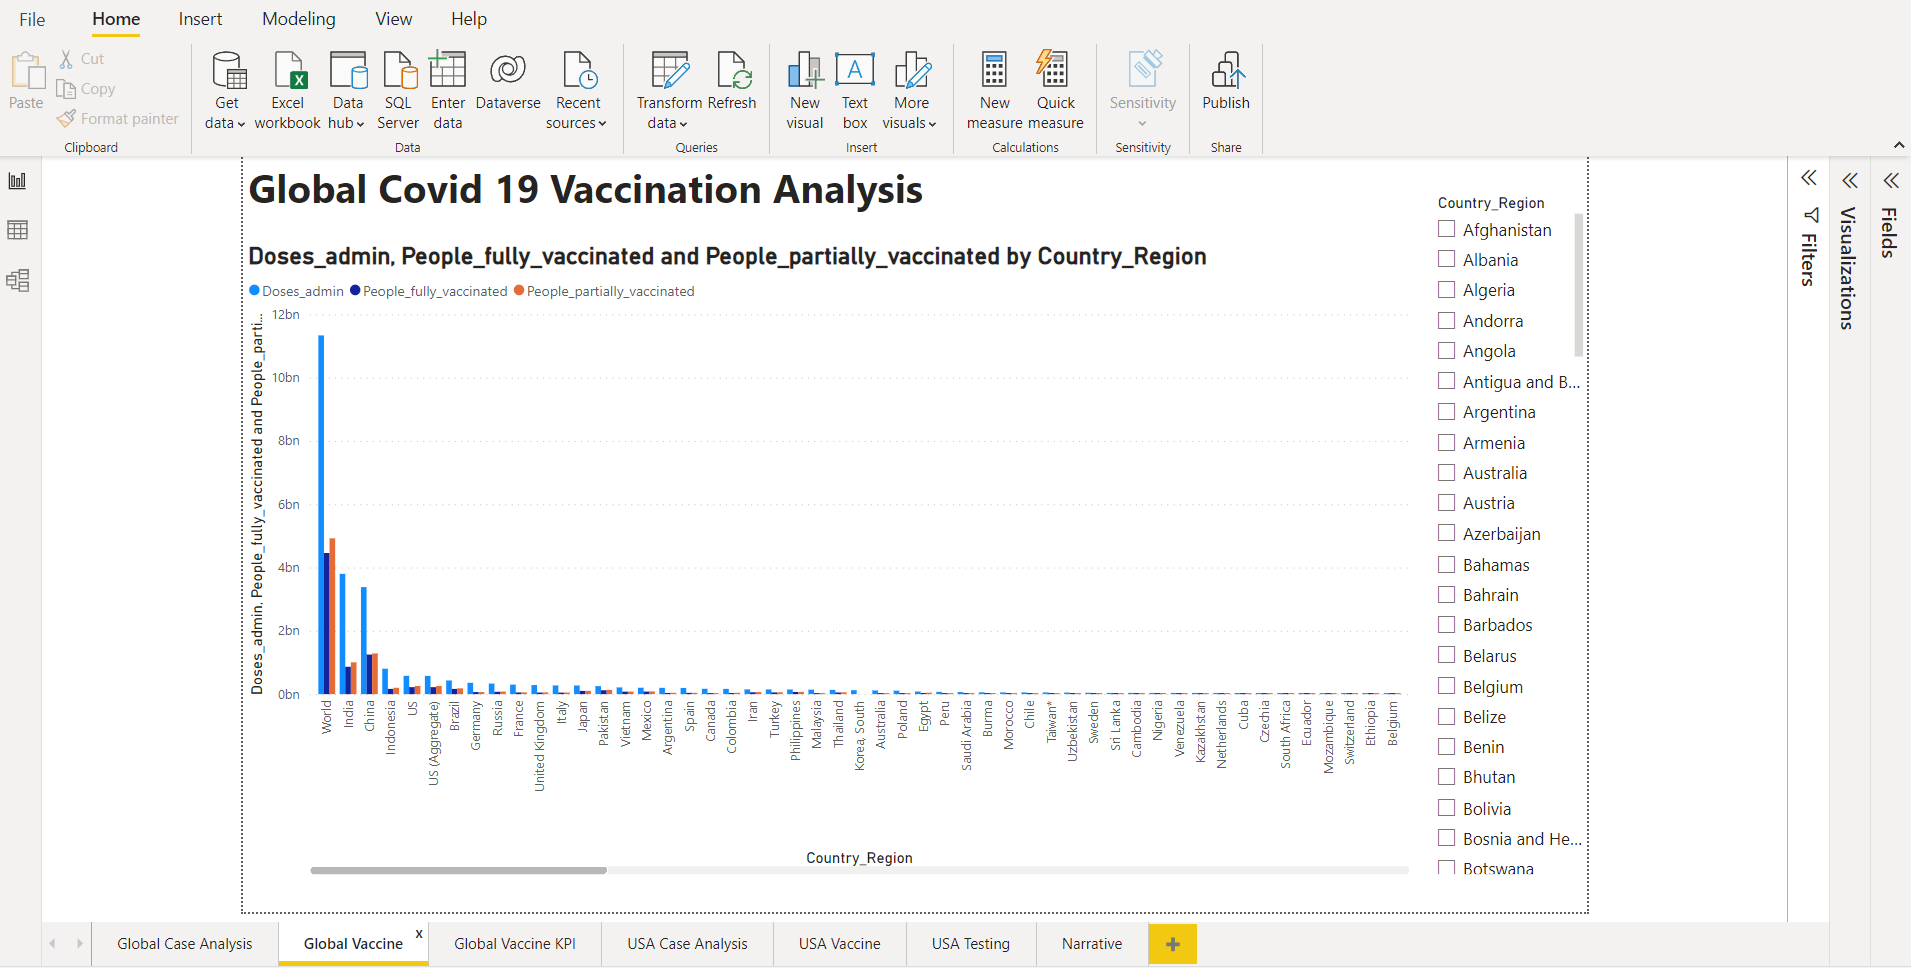 File Home Insert Modeling View Help
Paste Cut Copy Format painter
Get data Excel workbook Data hub SQL Server Enter data Dataverse Recent sources
Transform data Refresh
New visual Text box More visuals
New measure Quick measure
Sensitivity
Publish
Clipboard Data Queries Insert Calculations Sensitivity Share
Global Covid 19 Vaccination Analysis
Doses_admin, People_fully_vaccinated and People_partially_vaccinated by Country_Region
Doses_admin People_fully_vaccinated People_partially_vaccinated
Doses_admin, People_fully_vaccinated and People_parti...
12bn
10bn
8bn
6bn
4bn
2bn
0bn
World
India
China
Indonesia
US
US (Aggregate)
Brazil
Germany
Russia
France
United Kingdom
Italy
Japan
Pakistan
Vietnam
Mexico
Argentina
Spain
Canada
Colombia
Iran
Turkey
Philippines
Malaysia
Thailand
Korea, South
Australia
Poland
Egypt
Peru
Saudi Arabia
Burma
Morocco
Chile
Taiwan*
Uzbekistan
Sweden
Sri Lanka
Cambodia
Nigeria
Venezuela
Kazakhstan
Netherlands
Cuba
Czechia
South Africa
Ecuador
Mozambique
Switzerland
Ethiopia
Belgium
Country_Region
Country_Region
Afghanistan
Albania
Algeria
Andorra
Angola
Antigua and B...
Argentina
Armenia
Australia
Austria
Azerbaijan
Bahamas
Bahrain
Barbados
Belarus
Belgium
Belize
Benin
Bhutan
Bolivia
Bosnia and He...
Botswana
Filters
Visualizations
Fields
Global Case Analysis Global Vaccine x Global Vaccine KPI USA Case Analysis USA Vaccine USA Testing Narrative +